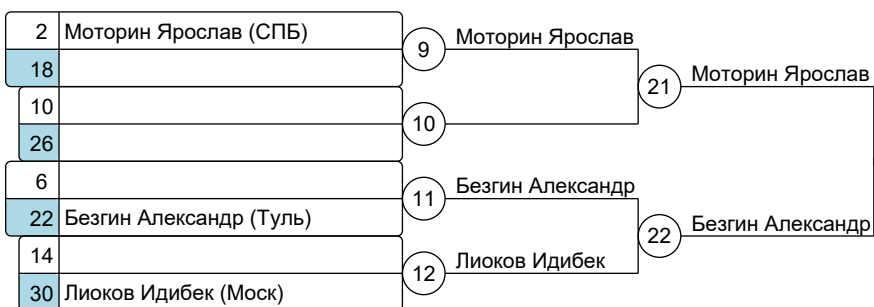 2 Моторин Ярослав (СПБ)
18
10
26
6
22 Безгин Александр (Туль)
14
30 Лиоков Идибек (Моск)
9 Моторин Ярослав
10
11 Безгин Александр
12 Лиоков Идибек
21 Моторин Ярослав
22 Безгин Александр